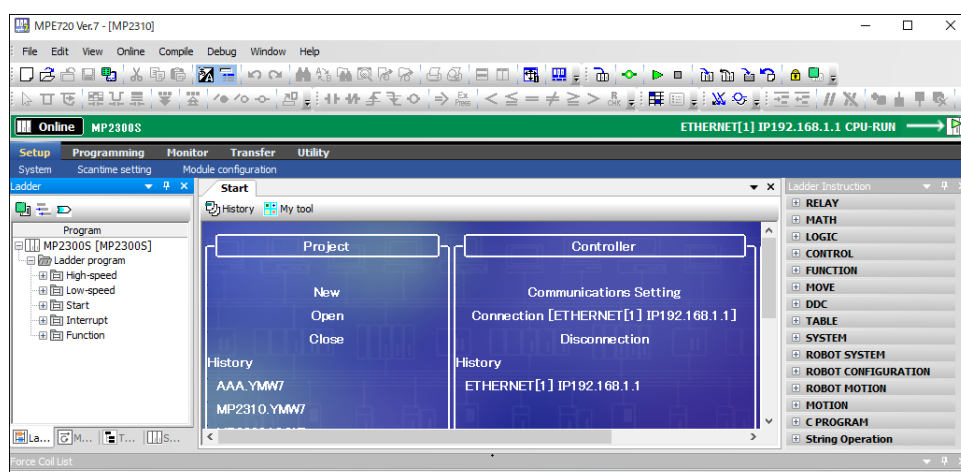 MPE720 Ver.7 - [MP2310]
File Edit View Online Compile Debug Window Help
Online MP2300S ETHERNET[1] IP192.168.1.1 CPU-RUN
Setup Programming Monitor Transfer Utility
System Scantime setting Module configuration
Ladder
Start
Ladder Instruction
History My tool
Program
MP2300S [MP2300S]
Ladder program
High-speed
Low-speed
Start
Interrupt
Function
La... M... T... S...
Project
New
Open
Close
History
AAA.YMW7
MP2310.YMW7
Controller
Communications Setting
Connection [ETHERNET[1] IP192.168.1.1]
Disconnection
History
ETHERNET[1] IP192.168.1.1
RELAY
MATH
LOGIC
CONTROL
FUNCTION
MOVE
DDC
TABLE
SYSTEM
ROBOT SYSTEM
ROBOT CONFIGURATION
ROBOT MOTION
MOTION
C PROGRAM
String Operation
Force Coil List